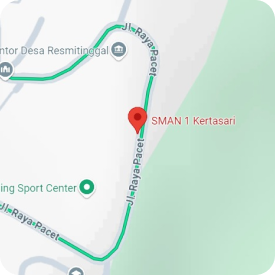 Jl. Raya Pacet
ntor Desa Resmitinggal
SMAN 1 Kertasari
Jl. Raya Pacet
ing Sport Center
Jl. Raya Pacet